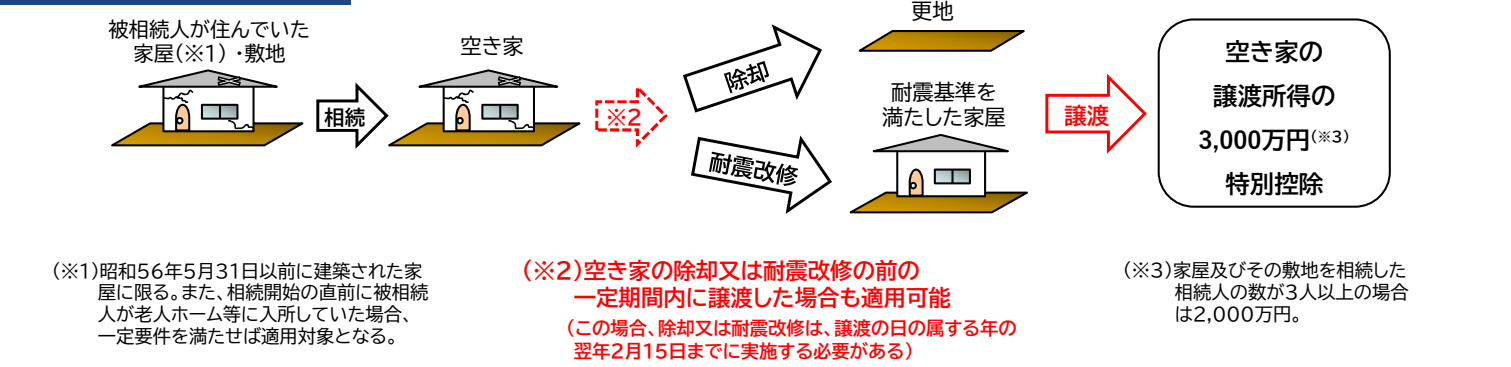 被相続人が住んでいた
家屋(※1)・敷地
相続
空き家
※2
除却
更地
耐震改修
耐震基準を
満たした家屋
譲渡
空き家の
譲渡所得の
3,000万円(※3)
特別控除
(※1)昭和56年5月31日以前に建築された家
屋に限る。また、相続開始の直前に被相続
人が老人ホーム等に入所していた場合、
一定要件を満たせば適用対象となる。
(※2)空き家の除却又は耐震改修の前の
一定期間内に譲渡した場合も適用可能
(この場合、除却又は耐震改修は、譲渡の日の属する年の
翌年2月15日までに実施する必要がある)
(※3)家屋及びその敷地を相続した
相続人の数が3人以上の場合
は2,000万円。